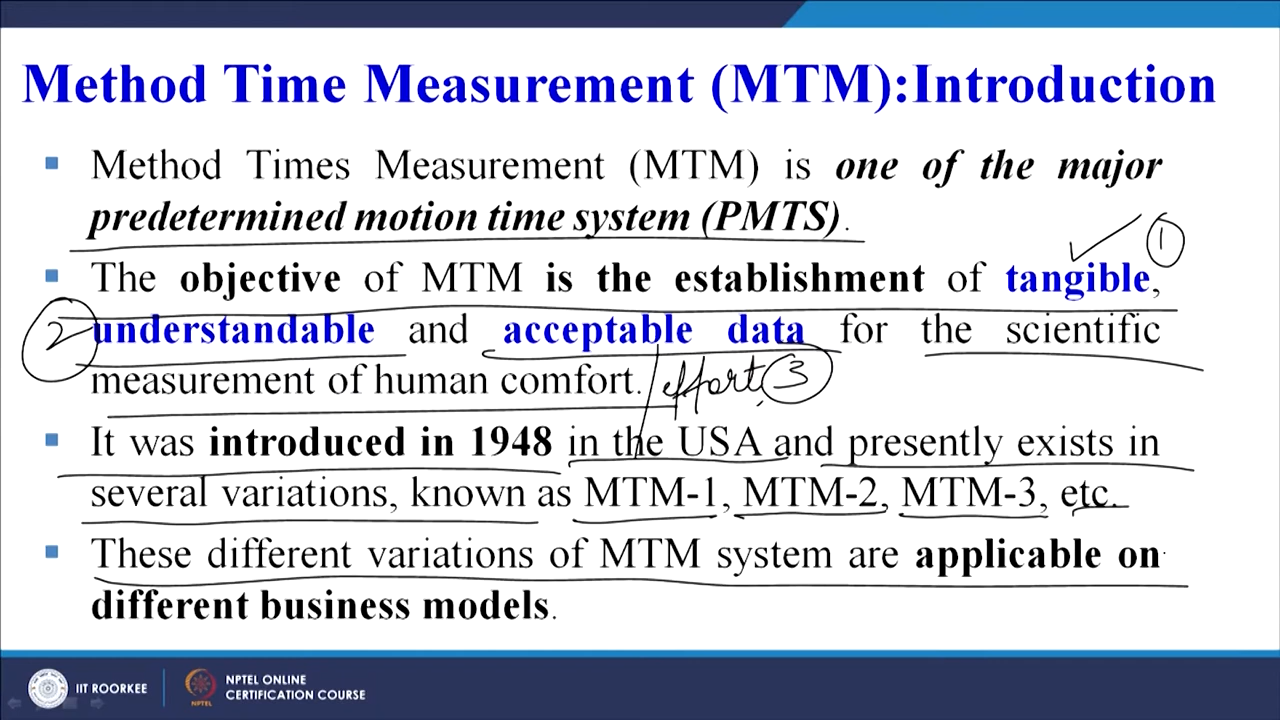 Method Time Measurement (MTM):Introduction
Method Times Measurement (MTM) is one of the major
predetermined motion time system (PMTS).
1
The objective of MTM is the establishment of tangible,
2
understandable and acceptable data for the scientific
measurement of human comfort. /effort, 3
It was introduced in 1948 in the USA and presently exists in
several variations, known as MTM-1, MTM-2, MTM-3, etc.
These different variations of MTM system are applicable on
different business models.
IIT ROORKEE
NPTEL
NPTEL ONLINE
CERTIFICATION COURSE